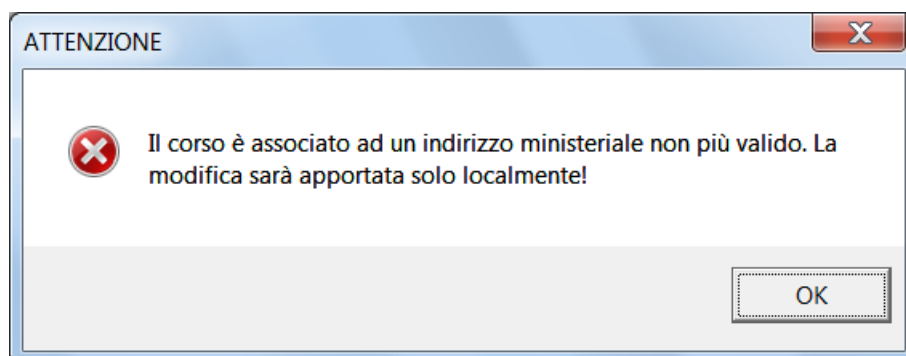 ATTENZIONE
Il corso è associato ad un indirizzo ministeriale non più valido. La
modifica sarà apportata solo localmente!
OK